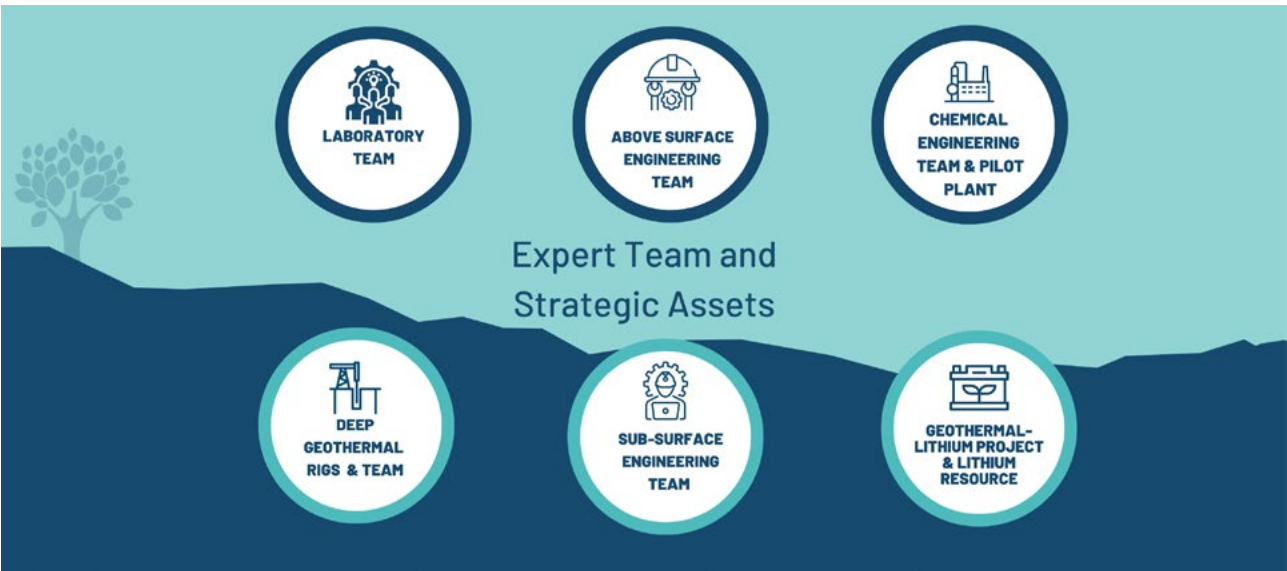 LABORATORY
TEAM
ABOVE SURFACE
ENGINEERING
TEAM
CHEMICAL
ENGINEERING
TEAM & PILOT
PLANT
Expert Team and
Strategic Assets
DEEP
GEOTHERMAL
RIGS & TEAM
SUB-SURFACE
ENGINEERING
TEAM
GEOTHERMAL-
LITHIUM PROJECT
& LITHIUM
RESOURCE